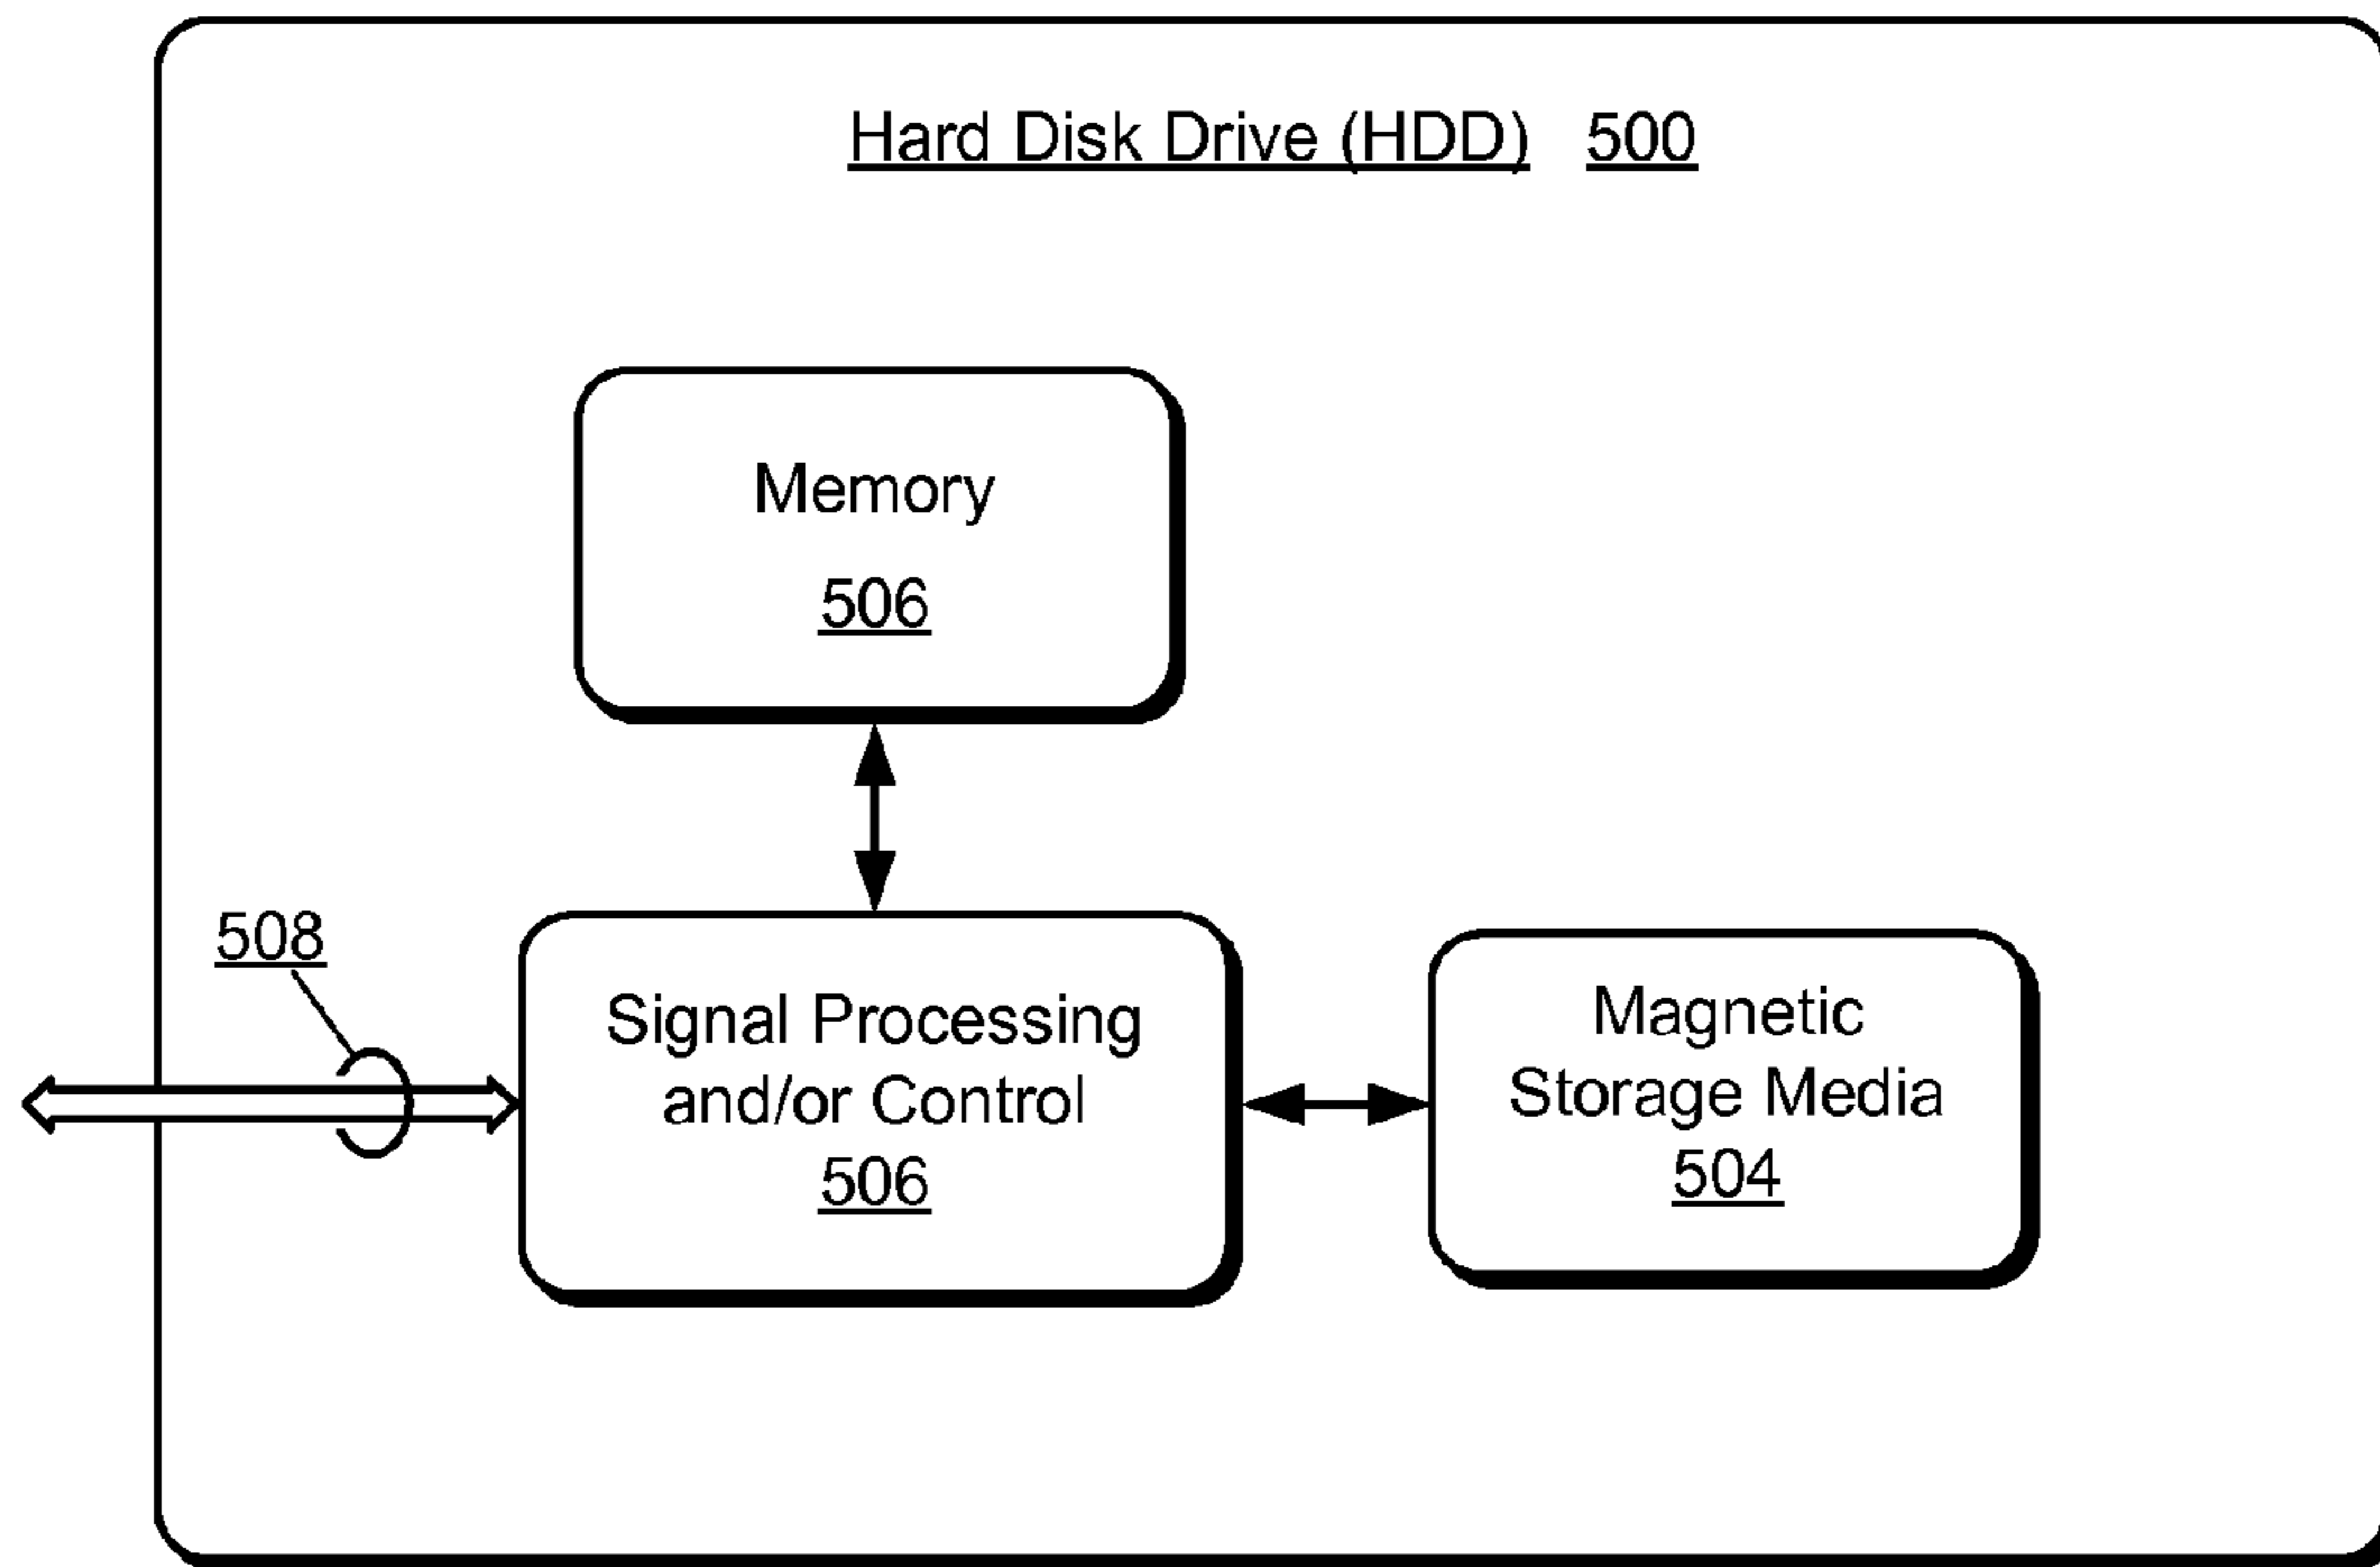 Hard Disk Drive (HDD) 500
Memory
506
508
Signal Processing
and/or Control
506
Magnetic
Storage Media
504